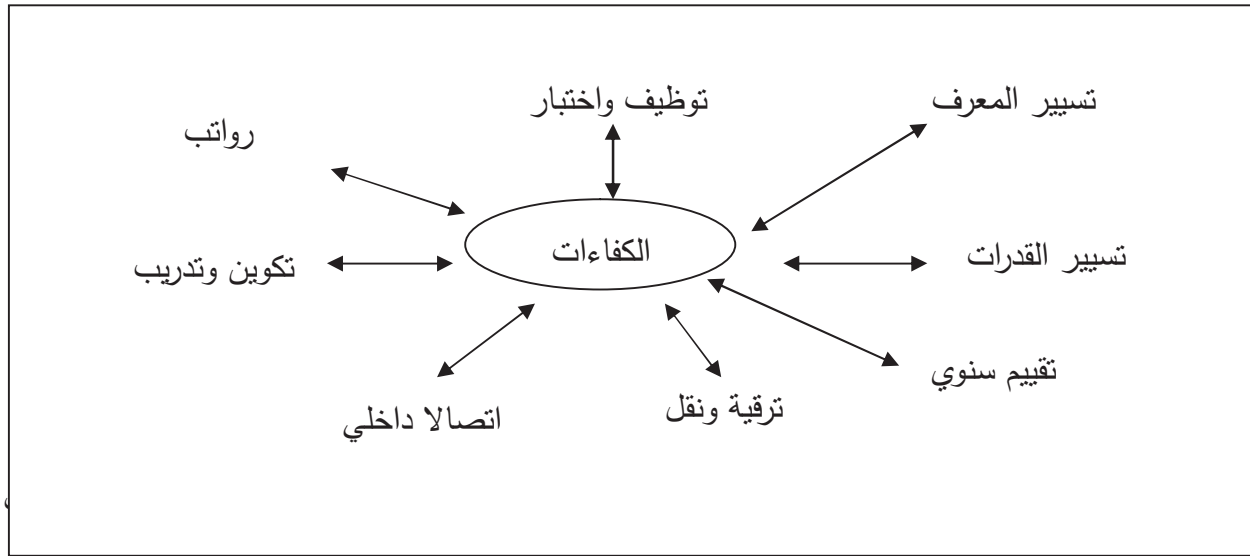 توظيف واختبار
تسيير المعرف
رواتب
الكفاءات
تسيير القدرات
تكوين وتدريب
تقييم سنوي
ترقية ونقل
اتصالا داخلي